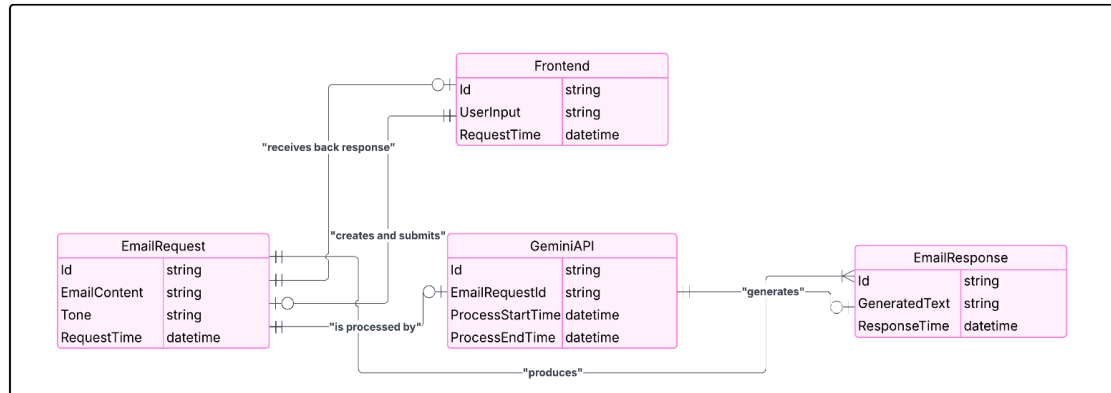 Frontend
Id string
UserInput string
RequestTime datetime
"receives back response"
"creates and submits"
EmailRequest
Id string
EmailContent string
Tone string
RequestTime datetime
"is processed by"
GeminiAPI
Id string
EmailRequestId string
ProcessStartTime datetime
ProcessEndTime datetime
"generates"
EmailResponse
Id string
GeneratedText string
ResponseTime datetime
"produces"